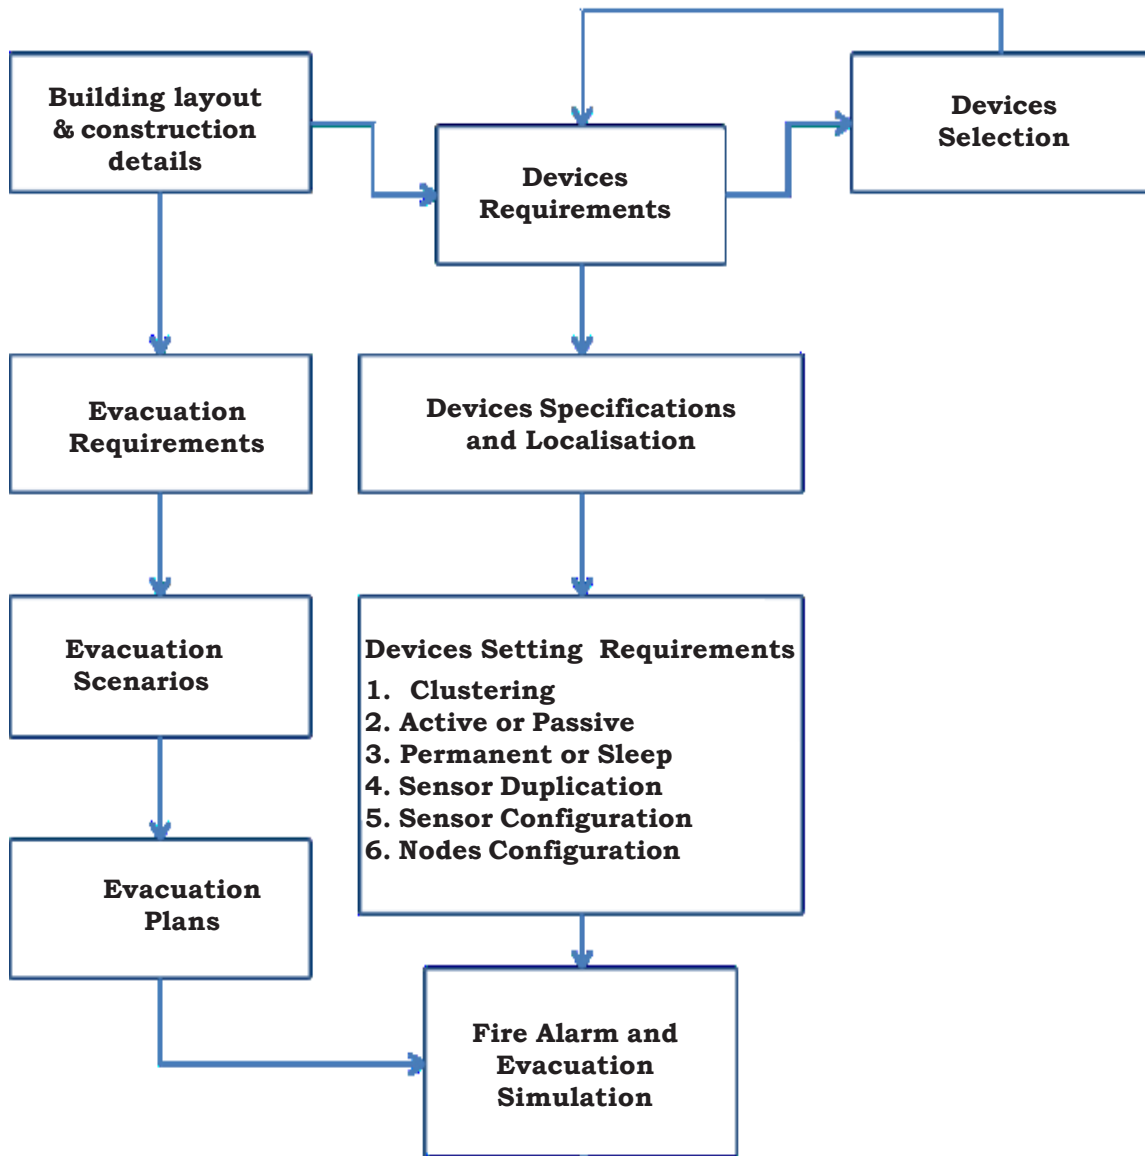 Building layout
& construction
details
Devices
Requirements
Devices
Selection
Evacuation
Requirements
Devices Specifications
and Localisation
Evacuation
Scenarios
Devices Setting Requirements
1. Clustering
2. Active or Passive
3. Permanent or Sleep
4. Sensor Duplication
5. Sensor Configuration
6. Nodes Configuration
Evacuation
Plans
Fire Alarm and
Evacuation
Simulation